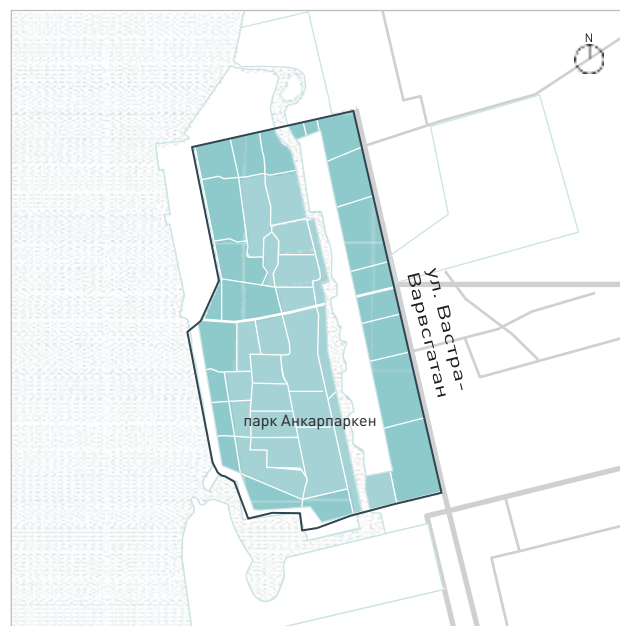 N
ул. Вастра-
Варвсгатан
парк Анкарпаркен